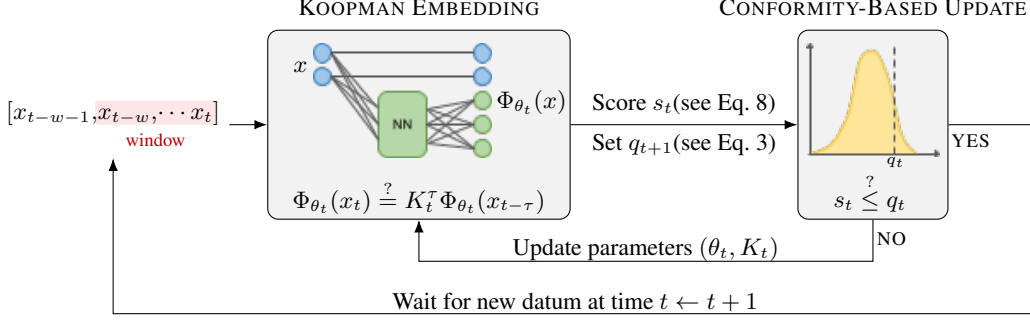 KOOPMAN EMBEDDING
CONFORMITY-BASED UPDATE
x
[x_{t-w-1}, x_{t-w}, ⋯ x_t]
window
NN
Φ_{θ_t}(x)
Φ_{θ_t}(x_t) ≟ K_t^τ Φ_{θ_t}(x_{t-τ})
Score s_t(see Eq. 8)
Set q_{t+1}(see Eq. 3)
q_t
s_t ≤^? q_t
YES
NO
Update parameters (θ_t, K_t)
Wait for new datum at time t ← t + 1